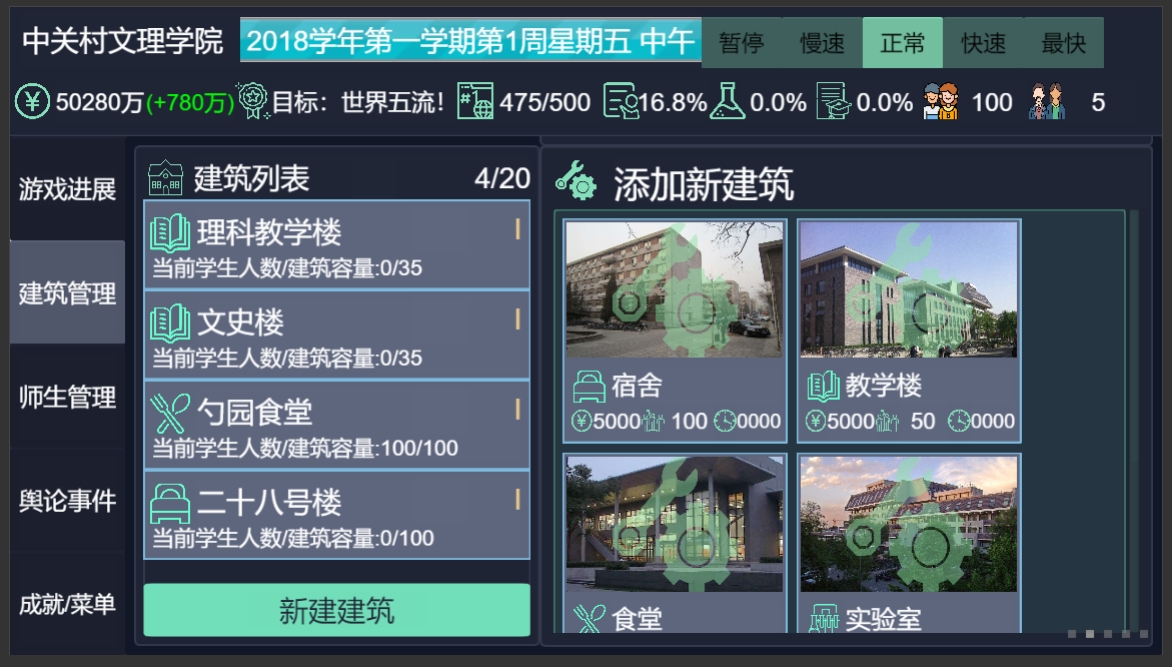 中关村文理学院 2018学年第一学期第1周星期五 中午 暂停 慢速 正常 快速 最快
50280万(+780万) 目标：世界五流！ #1 475/500 16.8% 0.0% 0.0% 100 5
游戏进展
建筑管理
师生管理
舆论事件
成就/菜单
建筑列表 4/20
理科教学楼 I
当前学生人数/建筑容量:0/35
文史楼 I
当前学生人数/建筑容量:0/35
勺园食堂 I
当前学生人数/建筑容量:100/100
二十八号楼 I
当前学生人数/建筑容量:0/100
新建建筑
添加新建筑
宿舍
¥5000 100 0000
教学楼
¥5000 50 0000
食堂
实验室